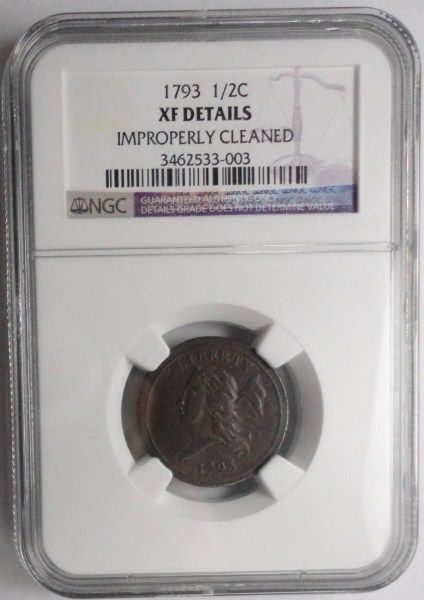 1793 1/2C
XF DETAILS
IMPROPERLY CLEANED
3462533-003
NGC
GUARANTEED AUTHENTIC
DETAILS GRADE DOES NOT DETERMINE VALUE
LIBERTY
1793